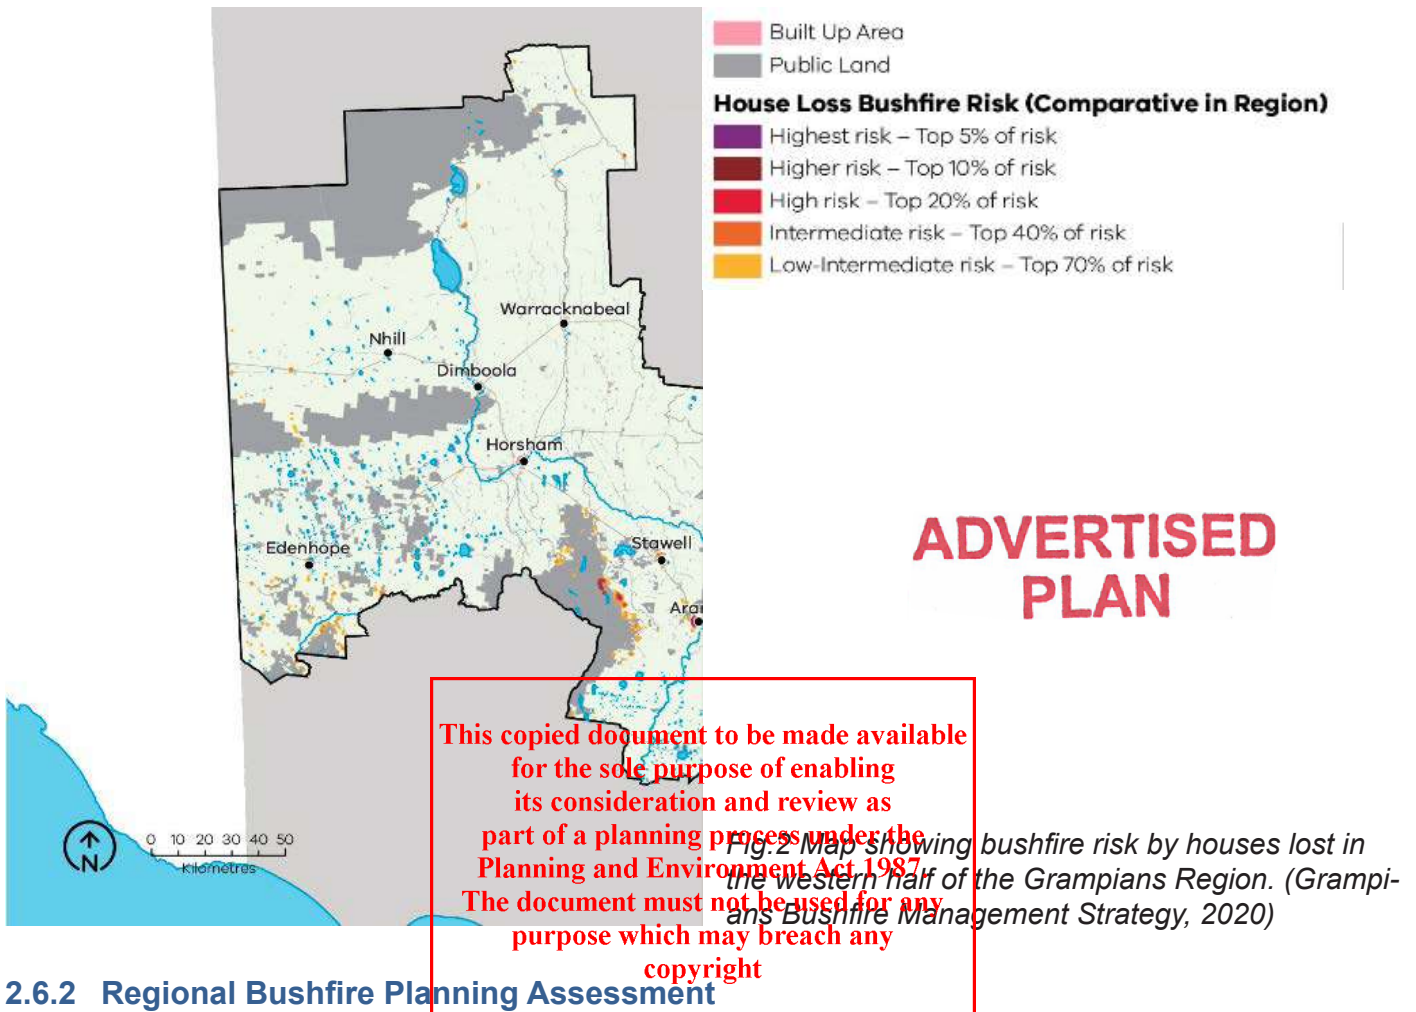 Built Up Area
Public Land
House Loss Bushfire Risk (Comparative in Region)
Highest risk – Top 5% of risk
Higher risk – Top 10% of risk
High risk – Top 20% of risk
Intermediate risk – Top 40% of risk
Low-Intermediate risk – Top 70% of risk
Warracknabeal
Nhill
Dimboola
Horsham
Edenhope
Stawell
Arar
ADVERTISED
PLAN
This copied document to be made available
for the sole purpose of enabling
its consideration and review as
part of a planning process under the
Planning and Environment Act 1987.
The document must not be used for any
purpose which may breach any
copyright
Fig.2 Map showing bushfire risk by houses lost in
the western half of the Grampians Region. (Grampi-
ans Bushfire Management Strategy, 2020)
N
0 10 20 30 40 50
Kilometres
2.6.2 Regional Bushfire Planning Assessment